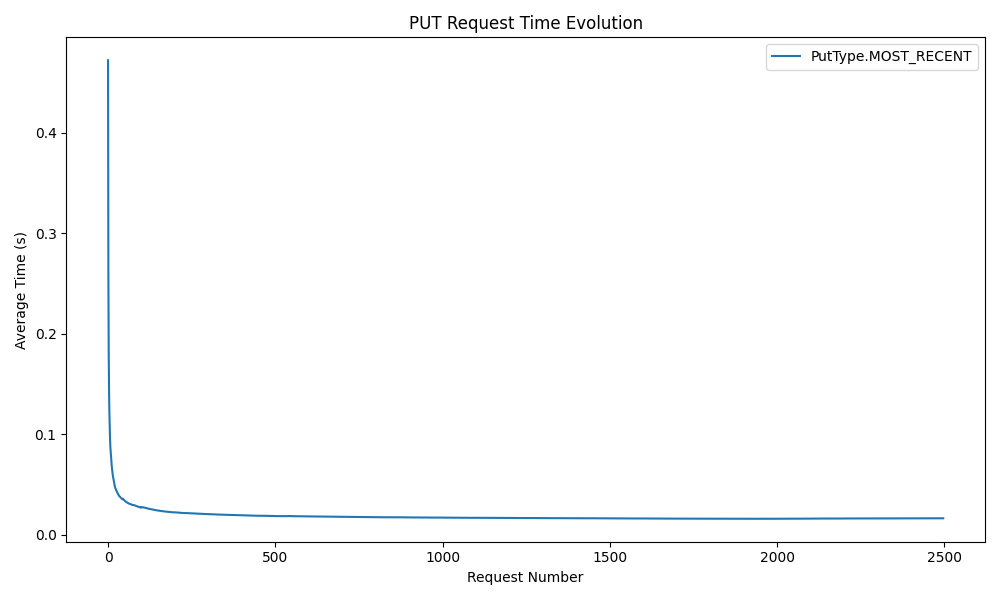 PUT Request Time Evolution
PutType.MOST_RECENT
Average Time (s)
0.4
0.3
0.2
0.1
0.0
0
500
1000
1500
2000
2500
Request Number